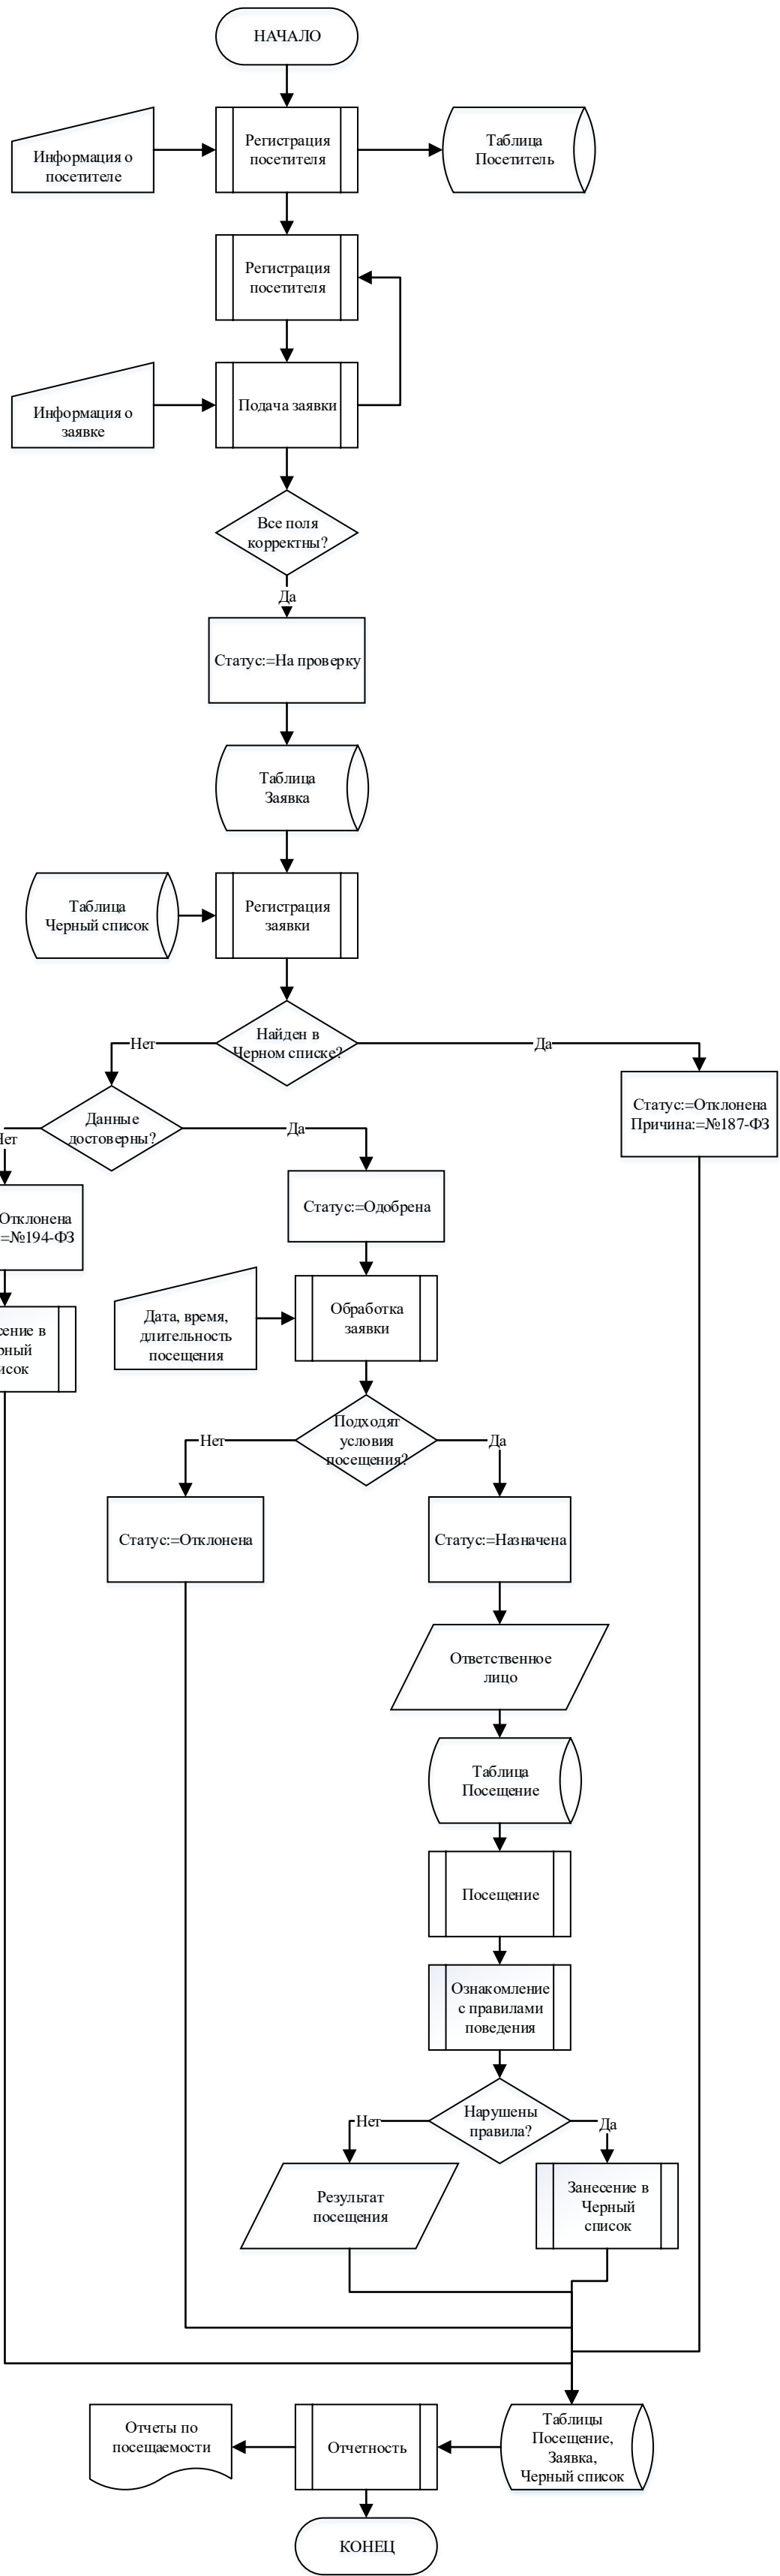 НАЧАЛО
Информация о
посетителе
Регистрация
посетителя
Таблица
Посетитель
Регистрация
посетителя
Информация о
заявке
Подача заявки
Все поля
корректны?
Да
Статус:=На проверку
Таблица
Заявка
Таблица
Черный список
Регистрация
заявки
Найден в
Черном списке?
Нет
Да
Статус:=Отклонена
Причина:=№187-ФЗ
Данные
достоверны?
Да
Статус:=Одобрена
Отклонена
:=№194-ФЗ
Дата, время,
длительность
посещения
Обработка
заявки
в
Подходят
условия
посещения?
Нет
Да
Статус:=Отклонена
Статус:=Назначена
Ответственное
лицо
Таблица
Посещение
Посещение
Ознакомление
с правилами
поведения
Нарушены
правила?
Нет
Да
Результат
посещения
Занесение в
Черный
список
Отчеты по
посещаемости
Отчетность
Таблицы
Посещение,
Заявка,
Черный список
КОНЕЦ